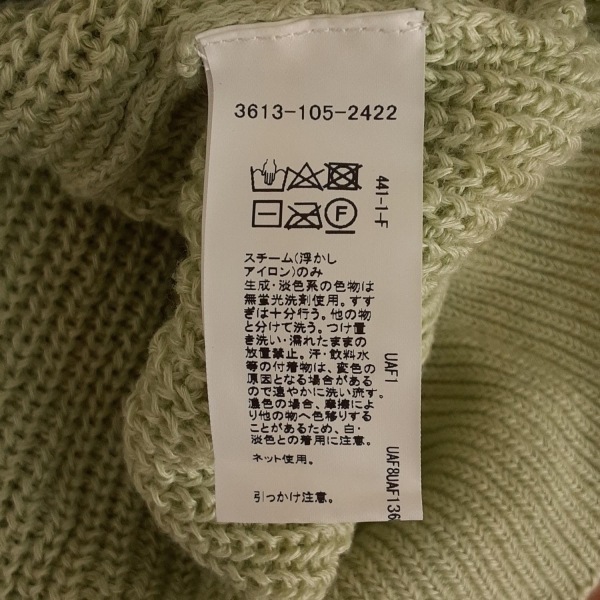 3613-105-2422
441-1-F
F
スチーム(浮かし
アイロン)のみ
生成・淡色系の色物は
無蛍光洗剤使用。すす
ぎは十分行う。他の物
と分けて洗う。つけ置
き洗い・濡れたままの
放置禁止。汗・飲料水
等の付着物は、変色の
原因となる場合がある
ので速やかに洗い流す。
濃色の場合、摩擦によ
り他の物へ色移りする
ことがあるため、白・
淡色との着用に注意。
ネット使用。
引っかけ注意。
UAF1
UAF8UAF136